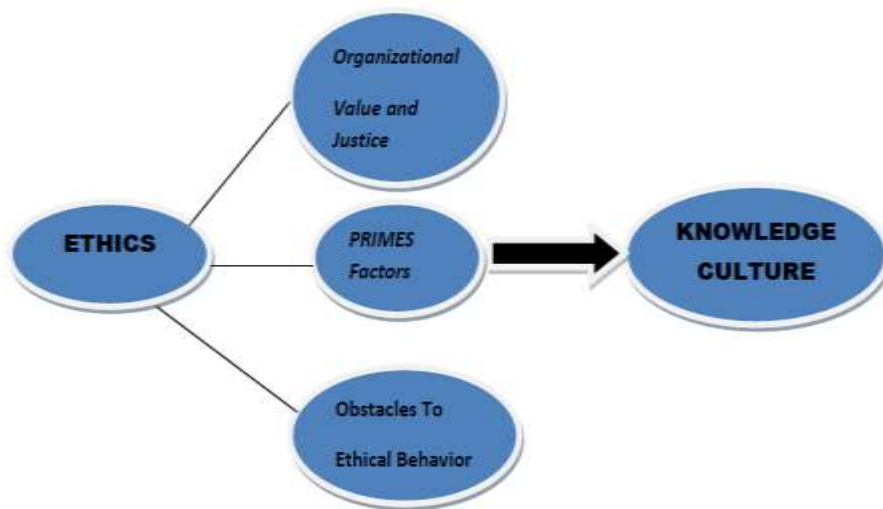 Organizational
Value and
Justice
ETHICS
PRIMES
Factors
KNOWLEDGE
CULTURE
Obstacles To
Ethical Behavior